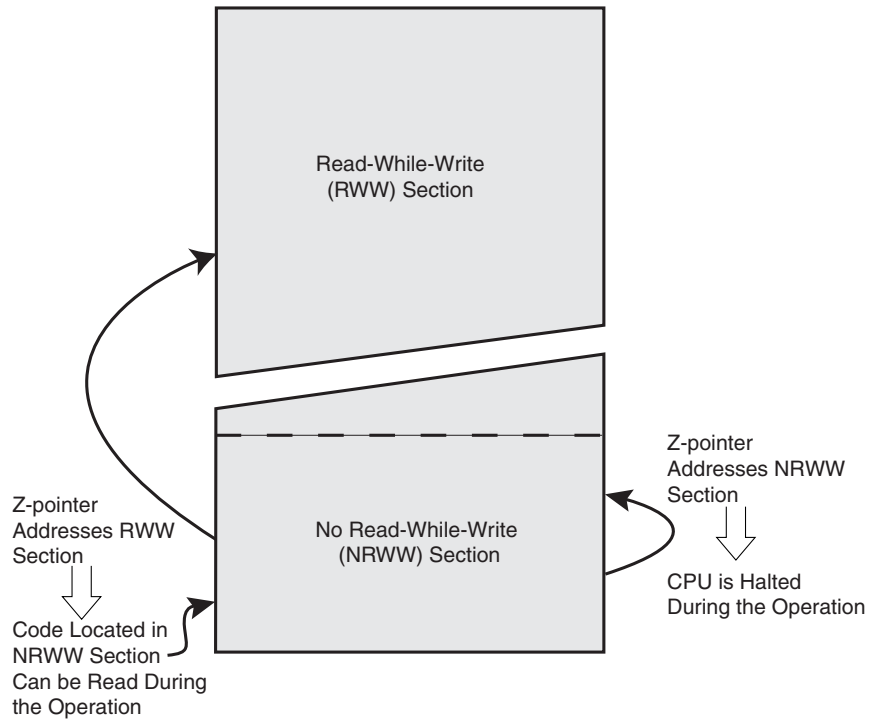 Read-While-Write
(RWW) Section
Z-pointer
Addresses NRWW
Section
Z-pointer
Addresses RWW
Section
No Read-While-Write
(NRWW) Section
CPU is Halted
During the Operation
Code Located in
NRWW Section
Can be Read During
the Operation